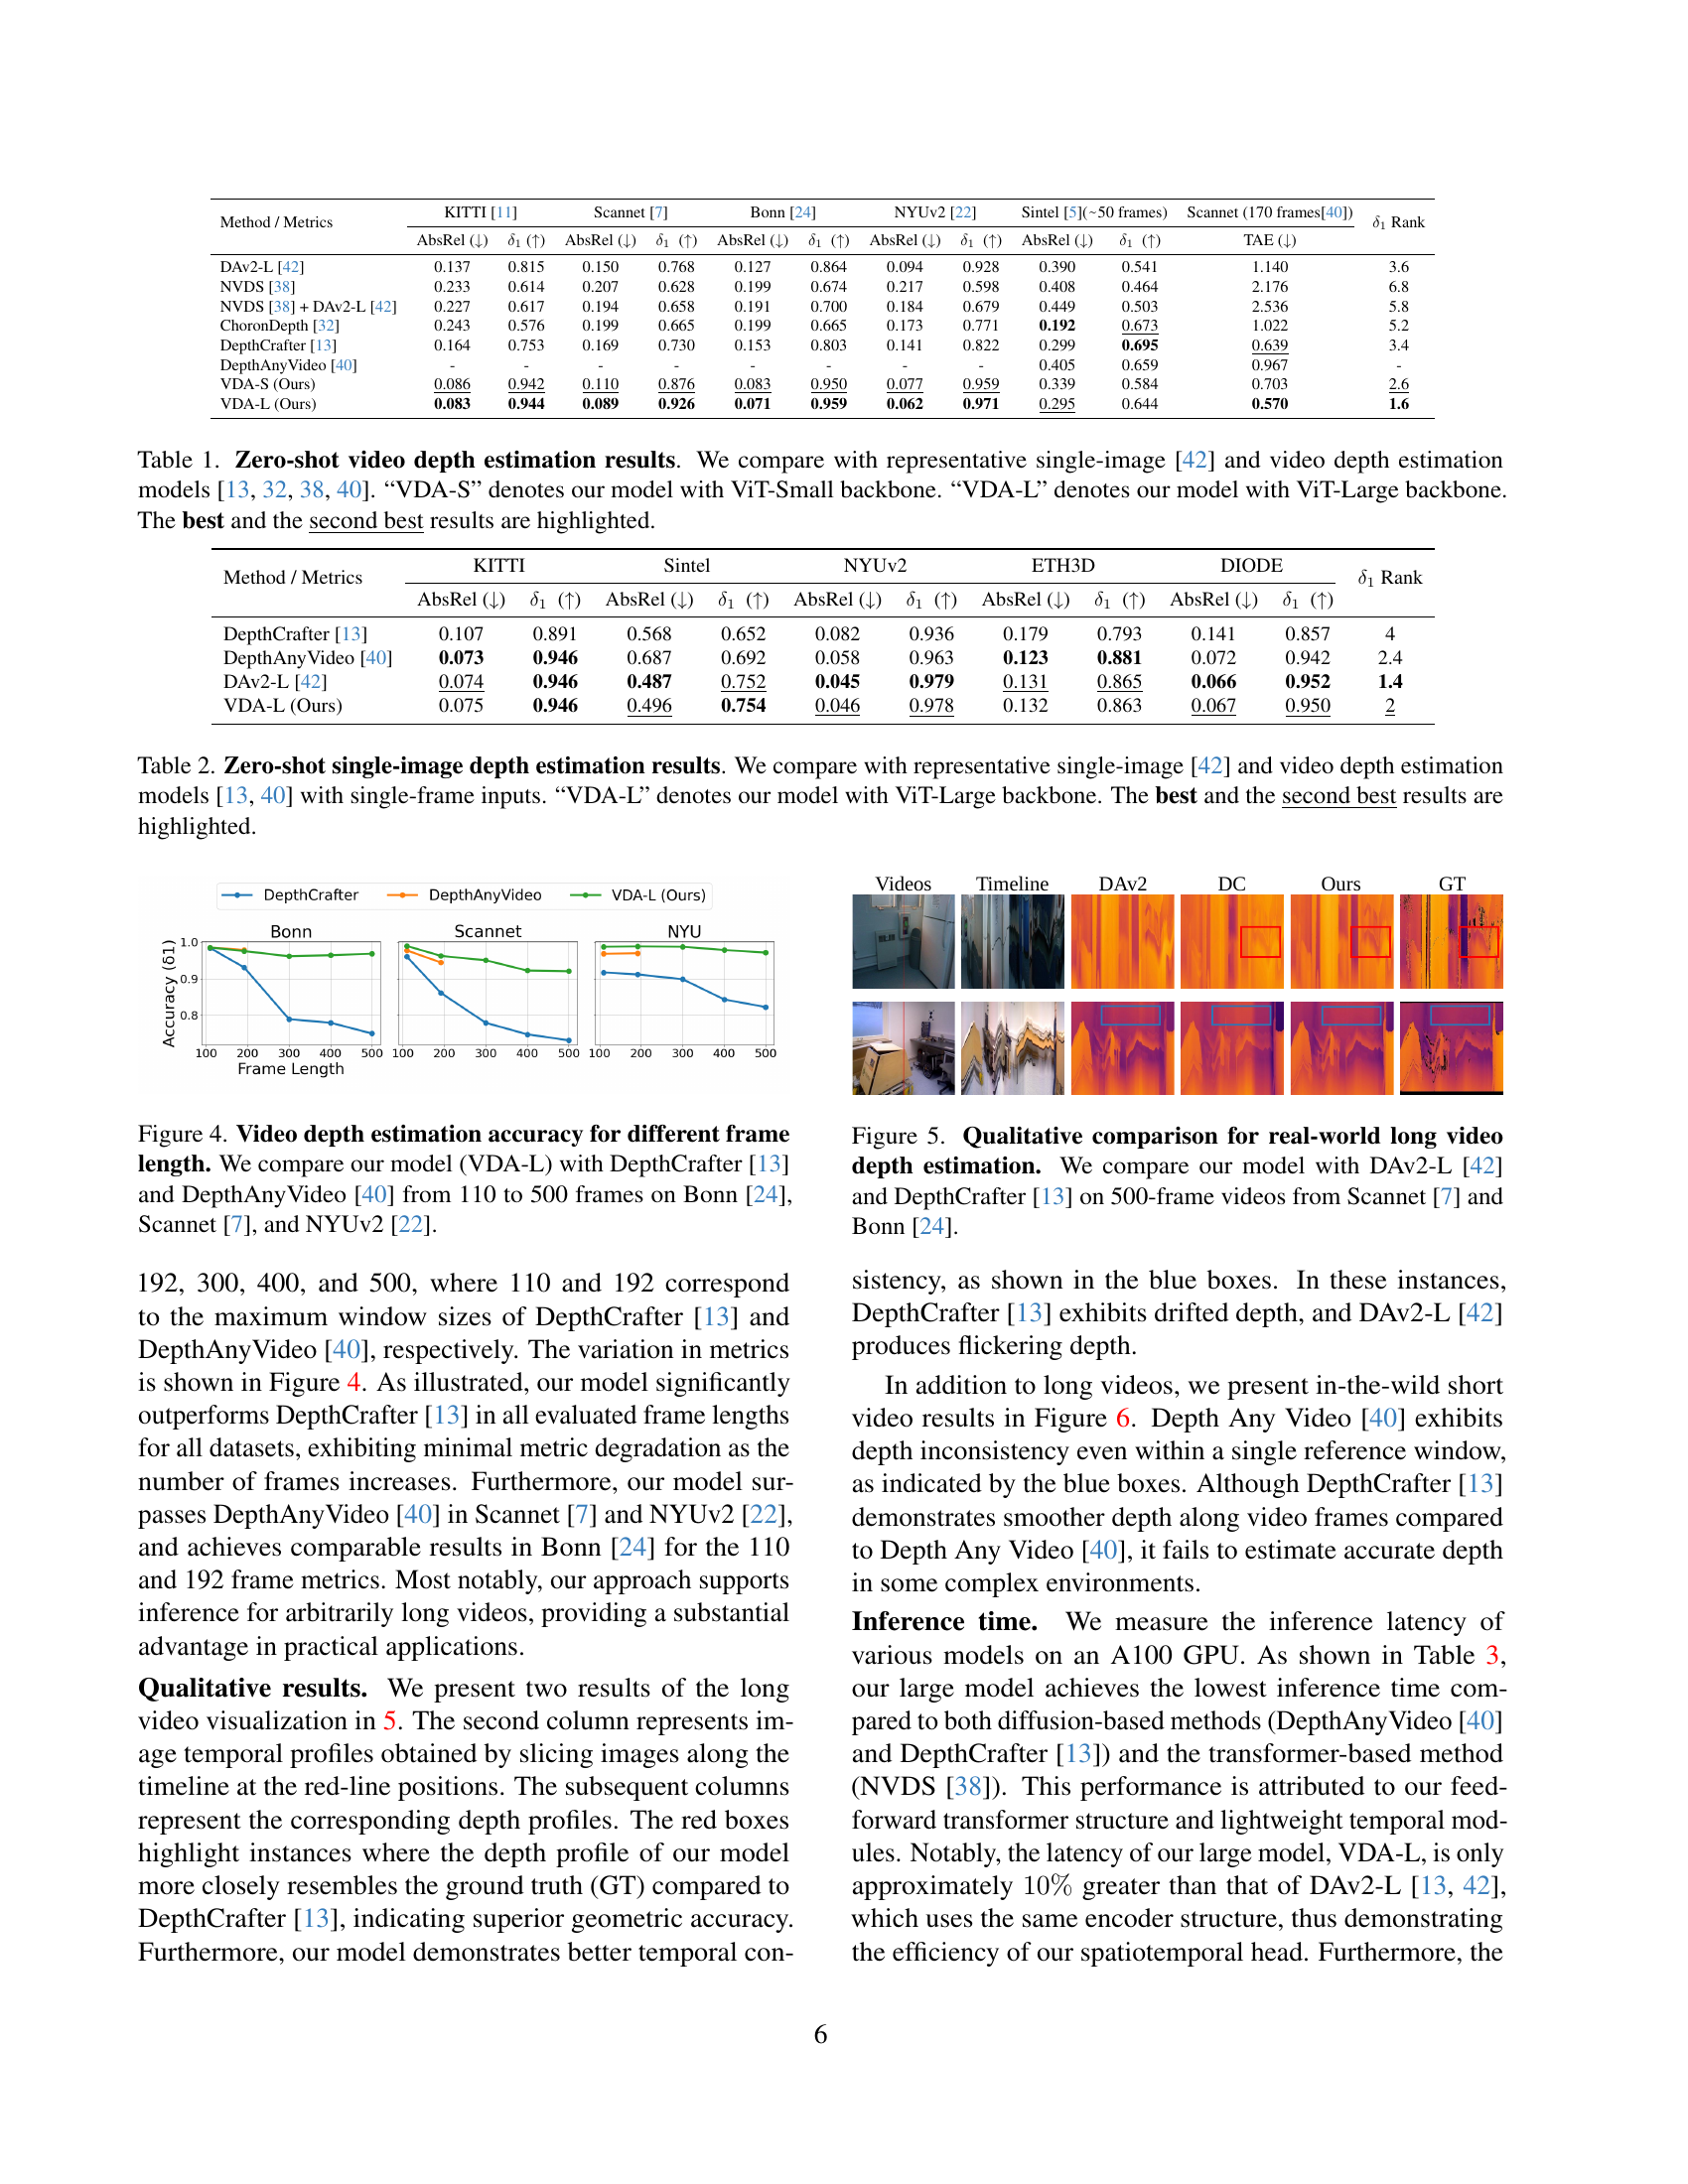 Method / Metrics KITTI [11] Scannet [7] Bonn [24] NYUv2 [22] Sintel [5](~50 frames) Scannet (170 frames[40]) δ1 Rank
AbsRel (↓) δ1 (↑) AbsRel (↓) δ1 (↑) AbsRel (↓) δ1 (↑) AbsRel (↓) δ1 (↑) AbsRel (↓) δ1 (↑) TAE (↓)
DAv2-L [42] 0.137 0.815 0.150 0.768 0.127 0.864 0.094 0.928 0.390 0.541 1.140 3.6
NVDS [38] 0.233 0.614 0.207 0.628 0.199 0.674 0.217 0.598 0.408 0.464 2.176 6.8
NVDS [38] + DAv2-L [42] 0.227 0.617 0.194 0.658 0.191 0.700 0.184 0.679 0.449 0.503 2.536 5.8
ChoronDepth [32] 0.243 0.576 0.199 0.665 0.199 0.665 0.173 0.771 0.192 0.673 1.022 5.2
DepthCrafter [13] 0.164 0.753 0.169 0.730 0.153 0.803 0.141 0.822 0.299 0.695 0.639 3.4
DepthAnyVideo [40] - - - - - - - - 0.405 0.659 0.967 -
VDA-S (Ours) 0.086 0.942 0.110 0.876 0.083 0.950 0.077 0.959 0.339 0.584 0.703 2.6
VDA-L (Ours) 0.083 0.944 0.089 0.926 0.071 0.959 0.062 0.971 0.295 0.644 0.570 1.6
Table 1. Zero-shot video depth estimation results. We compare with representative single-image [42] and video depth estimation
models [13, 32, 38, 40]. “VDA-S” denotes our model with ViT-Small backbone. “VDA-L” denotes our model with ViT-Large backbone.
The best and the second best results are highlighted.
Method / Metrics KITTI Sintel NYUv2 ETH3D DIODE δ1 Rank
AbsRel (↓) δ1 (↑) AbsRel (↓) δ1 (↑) AbsRel (↓) δ1 (↑) AbsRel (↓) δ1 (↑) AbsRel (↓) δ1 (↑)
DepthCrafter [13] 0.107 0.891 0.568 0.652 0.082 0.936 0.179 0.793 0.141 0.857 4
DepthAnyVideo [40] 0.073 0.946 0.687 0.692 0.058 0.963 0.123 0.881 0.072 0.942 2.4
DAv2-L [42] 0.074 0.946 0.487 0.752 0.045 0.979 0.131 0.865 0.066 0.952 1.4
VDA-L (Ours) 0.075 0.946 0.496 0.754 0.046 0.978 0.132 0.863 0.067 0.950 2
Table 2. Zero-shot single-image depth estimation results. We compare with representative single-image [42] and video depth estimation
models [13, 40] with single-frame inputs. “VDA-L” denotes our model with ViT-Large backbone. The best and the second best results are
highlighted.
DepthCrafter DepthAnyVideo VDA-L (Ours)
Bonn Scannet NYU
Accuracy (δ1)
1.0
0.9
0.8
100 200 300 400 500 100 200 300 400 500 100 200 300 400 500
Frame Length
Figure 4. Video depth estimation accuracy for different frame
length. We compare our model (VDA-L) with DepthCrafter [13]
and DepthAnyVideo [40] from 110 to 500 frames on Bonn [24],
Scannet [7], and NYUv2 [22].
192, 300, 400, and 500, where 110 and 192 correspond
to the maximum window sizes of DepthCrafter [13] and
DepthAnyVideo [40], respectively. The variation in metrics
is shown in Figure 4. As illustrated, our model significantly
outperforms DepthCrafter [13] in all evaluated frame lengths
for all datasets, exhibiting minimal metric degradation as the
number of frames increases. Furthermore, our model sur-
passes DepthAnyVideo [40] in Scannet [7] and NYUv2 [22],
and achieves comparable results in Bonn [24] for the 110
and 192 frame metrics. Most notably, our approach supports
inference for arbitrarily long videos, providing a substantial
advantage in practical applications.
Qualitative results. We present two results of the long
video visualization in 5. The second column represents im-
age temporal profiles obtained by slicing images along the
timeline at the red-line positions. The subsequent columns
represent the corresponding depth profiles. The red boxes
highlight instances where the depth profile of our model
more closely resembles the ground truth (GT) compared to
DepthCrafter [13], indicating superior geometric accuracy.
Furthermore, our model demonstrates better temporal con-
Videos Timeline DAv2 DC Ours GT
Figure 5. Qualitative comparison for real-world long video
depth estimation. We compare our model with DAv2-L [42]
and DepthCrafter [13] on 500-frame videos from Scannet [7] and
Bonn [24].
sistency, as shown in the blue boxes. In these instances,
DepthCrafter [13] exhibits drifted depth, and DAv2-L [42]
produces flickering depth.
In addition to long videos, we present in-the-wild short
video results in Figure 6. Depth Any Video [40] exhibits
depth inconsistency even within a single reference window,
as indicated by the blue boxes. Although DepthCrafter [13]
demonstrates smoother depth along video frames compared
to Depth Any Video [40], it fails to estimate accurate depth
in some complex environments.
Inference time. We measure the inference latency of
various models on an A100 GPU. As shown in Table 3,
our large model achieves the lowest inference time com-
pared to both diffusion-based methods (DepthAnyVideo [40]
and DepthCrafter [13]) and the transformer-based method
(NVDS [38]). This performance is attributed to our feed-
forward transformer structure and lightweight temporal mod-
ules. Notably, the latency of our large model, VDA-L, is only
approximately 10% greater than that of DAv2-L [13, 42],
which uses the same encoder structure, thus demonstrating
the efficiency of our spatiotemporal head. Furthermore, the
6